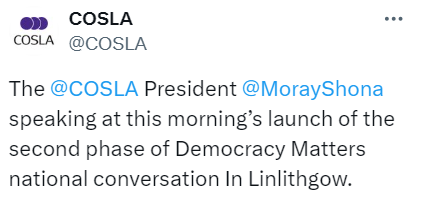 COSLA
COSLA
@COSLA
The @COSLA President @MorayShona
speaking at this morning’s launch of the
second phase of Democracy Matters
national conversation In Linlithgow.